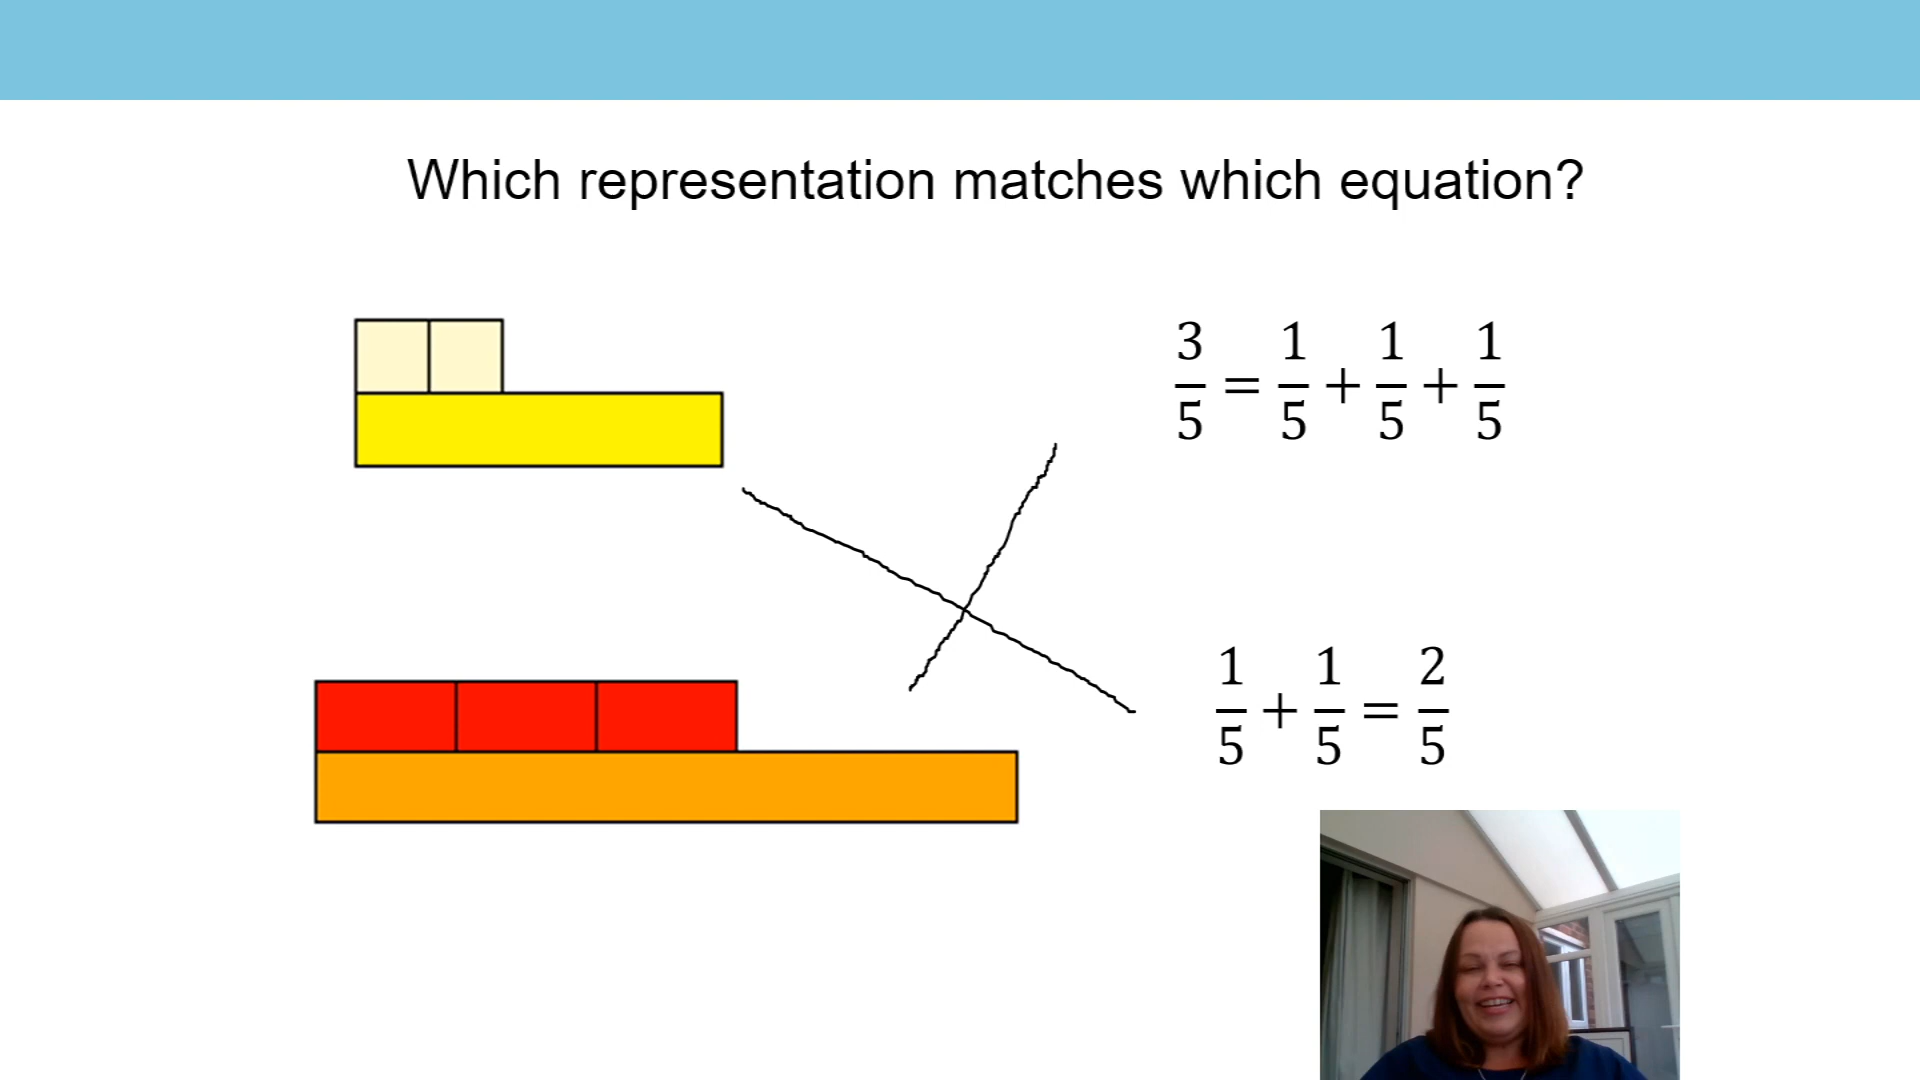 Which representation matches which equation?
3/5 = 1/5 + 1/5 + 1/5
1/5 + 1/5 = 2/5